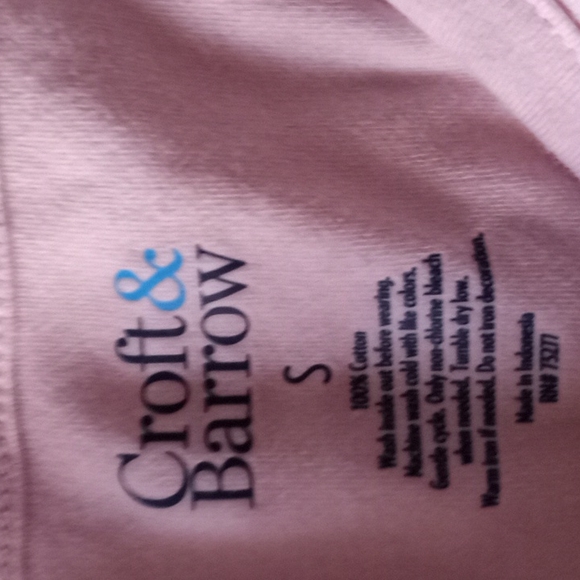 Croft&
Barrow
S
100% Cotton
Wash inside out before wearing.
Machine wash cold with like colors.
Gentle cycle. Only non-chlorine bleach
when needed. Tumble dry low.
Warm iron if needed. Do not iron decoration.
Made in Indonesia
RN# 73277